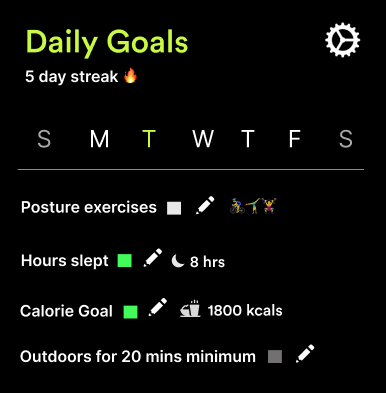 Daily Goals
5 day streak 🔥
S M T W T F S
Posture exercises
Hours slept 8 hrs
Calorie Goal 1800 kcals
Outdoors for 20 mins minimum